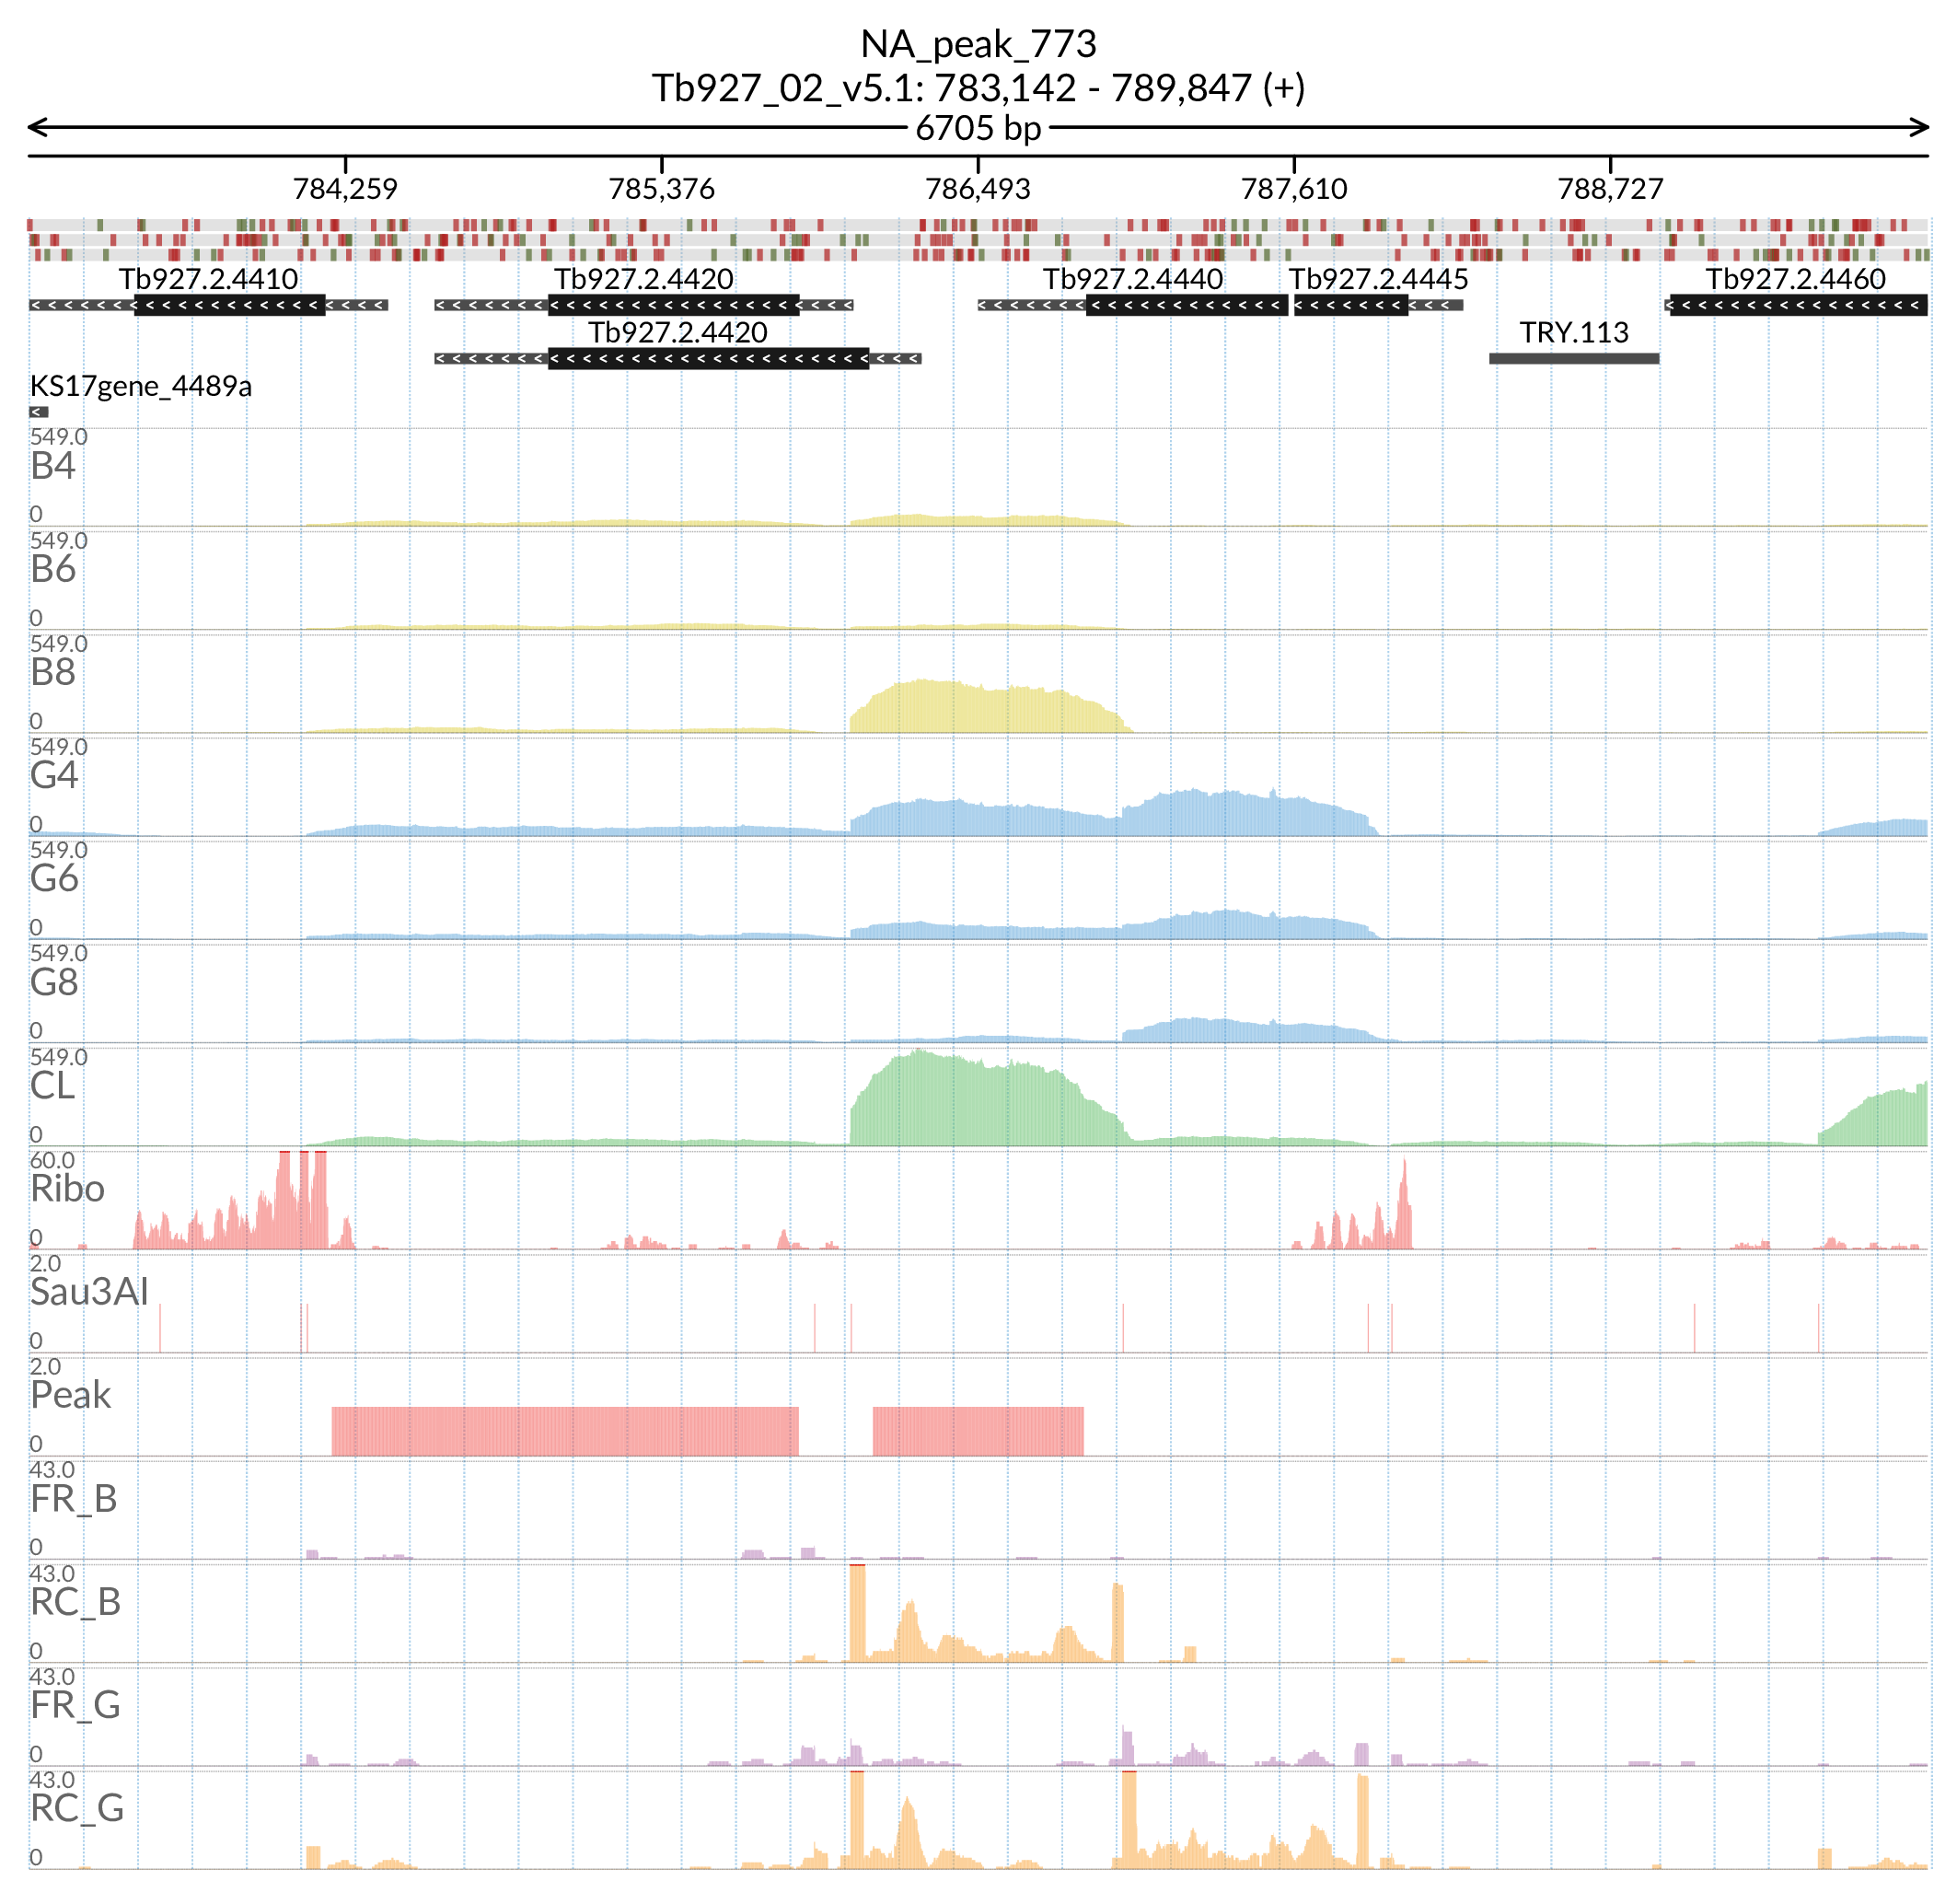 NA_peak_773
Tb927_02_v5.1: 783,142 - 789,847 (+)
6705 bp
784,259 785,376 786,493 787,610 788,727
Tb927.2.4410 Tb927.2.4420 Tb927.2.4440 Tb927.2.4445 Tb927.2.4460
Tb927.2.4420 TRY.113
KS17gene_4489a
549.0
B4
0
549.0
B6
0
549.0
B8
0
549.0
G4
0
549.0
G6
0
549.0
G8
0
549.0
CL
0
60.0
Ribo
0
2.0
Sau3AI
0
2.0
Peak
0
43.0
FR_B
0
43.0
RC_B
0
43.0
FR_G
0
43.0
RC_G
0